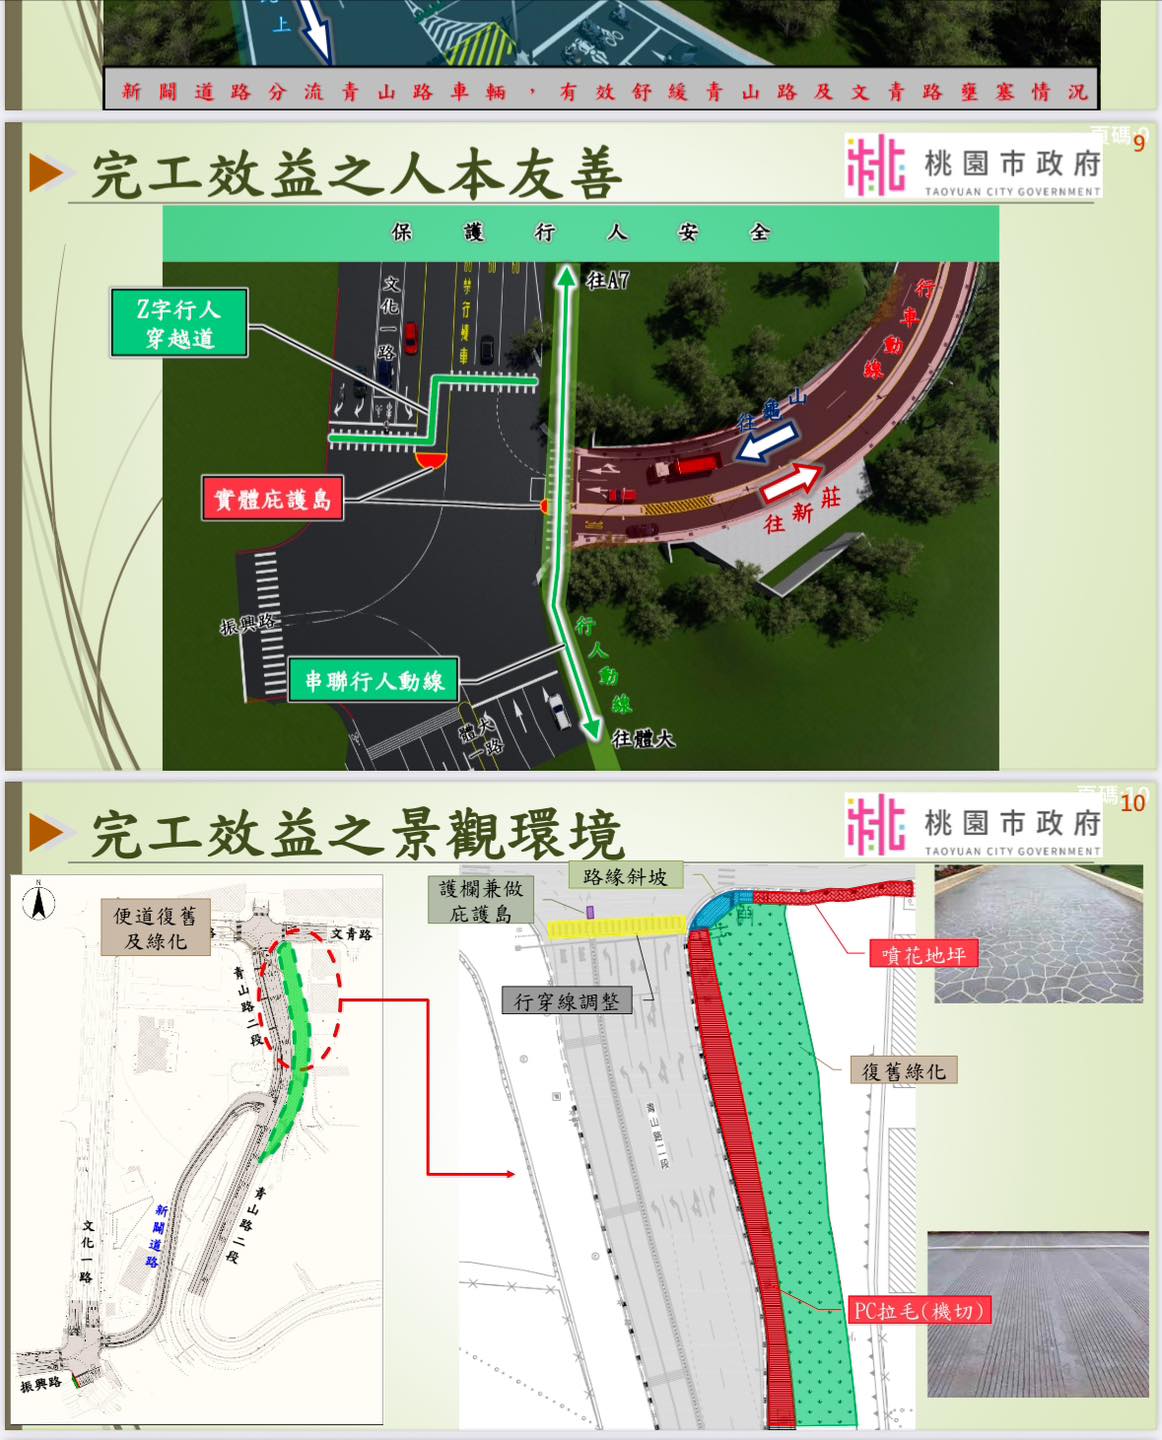 上
新闢道路分流青山路車輛，有效舒緩青山路及文青路壅塞情況
頁碼:9
9
完工效益之人本友善
桃園市政府
TAOYUAN CITY GOVERNMENT
保護行人安全
往A7
Z字行人
穿越道
文化一路
禁行機車
行車動線
往龜山
實體庇護島
往新莊
振興路
行人動線
串聯行人動線
體大一路
往體大
頁碼:10
10
完工效益之景觀環境
桃園市政府
TAOYUAN CITY GOVERNMENT
N
便道復舊
及綠化
路
文青路
青山路二段
新闢道路
青山路二段
文化一路
振興路
護欄兼做
庇護島
路緣斜坡
噴花地坪
行穿線調整
復舊綠化
青山路二段
PC拉毛(機切)